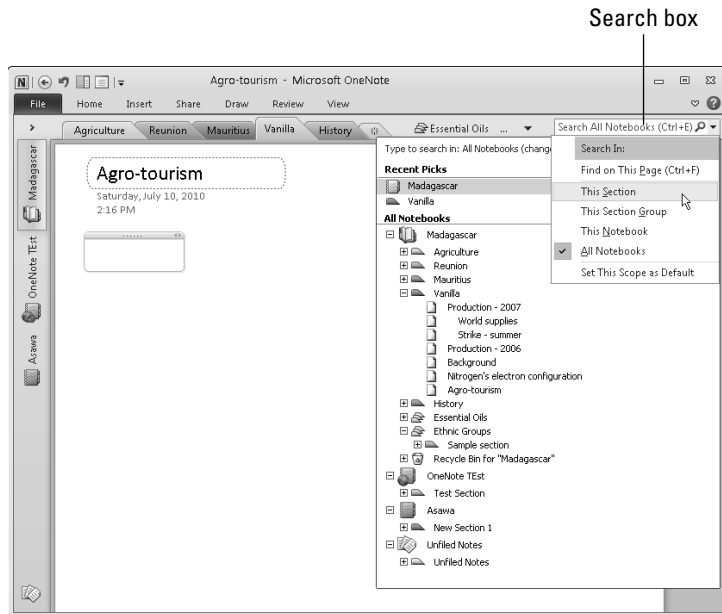 Search box
Agro-tourism - Microsoft OneNote
File Home Insert Share Draw Review View
Agriculture Reunion Mauritius Vanilla History Essential Oils ... Search All Notebooks (Ctrl+E)
Madagascar
OneNote TEst
Asawa
Agro-tourism
Saturday, July 10, 2010
2:16 PM
Type to search in: All Notebooks (change
Recent Picks
Madagascar
Vanilla
All Notebooks
Madagascar
Agriculture
Reunion
Mauritius
Vanilla
Production - 2007
World supplies
Strike - summer
Production - 2006
Background
Nitrogen's electron configuration
Agro-tourism
History
Essential Oils
Ethnic Groups
Sample section
Recycle Bin for "Madagascar"
OneNote TEst
Test Section
Asawa
New Section 1
Unfiled Notes
Unfiled Notes
Search In:
Find on This Page (Ctrl+F)
This Section
This Section Group
This Notebook
All Notebooks
Set This Scope as Default